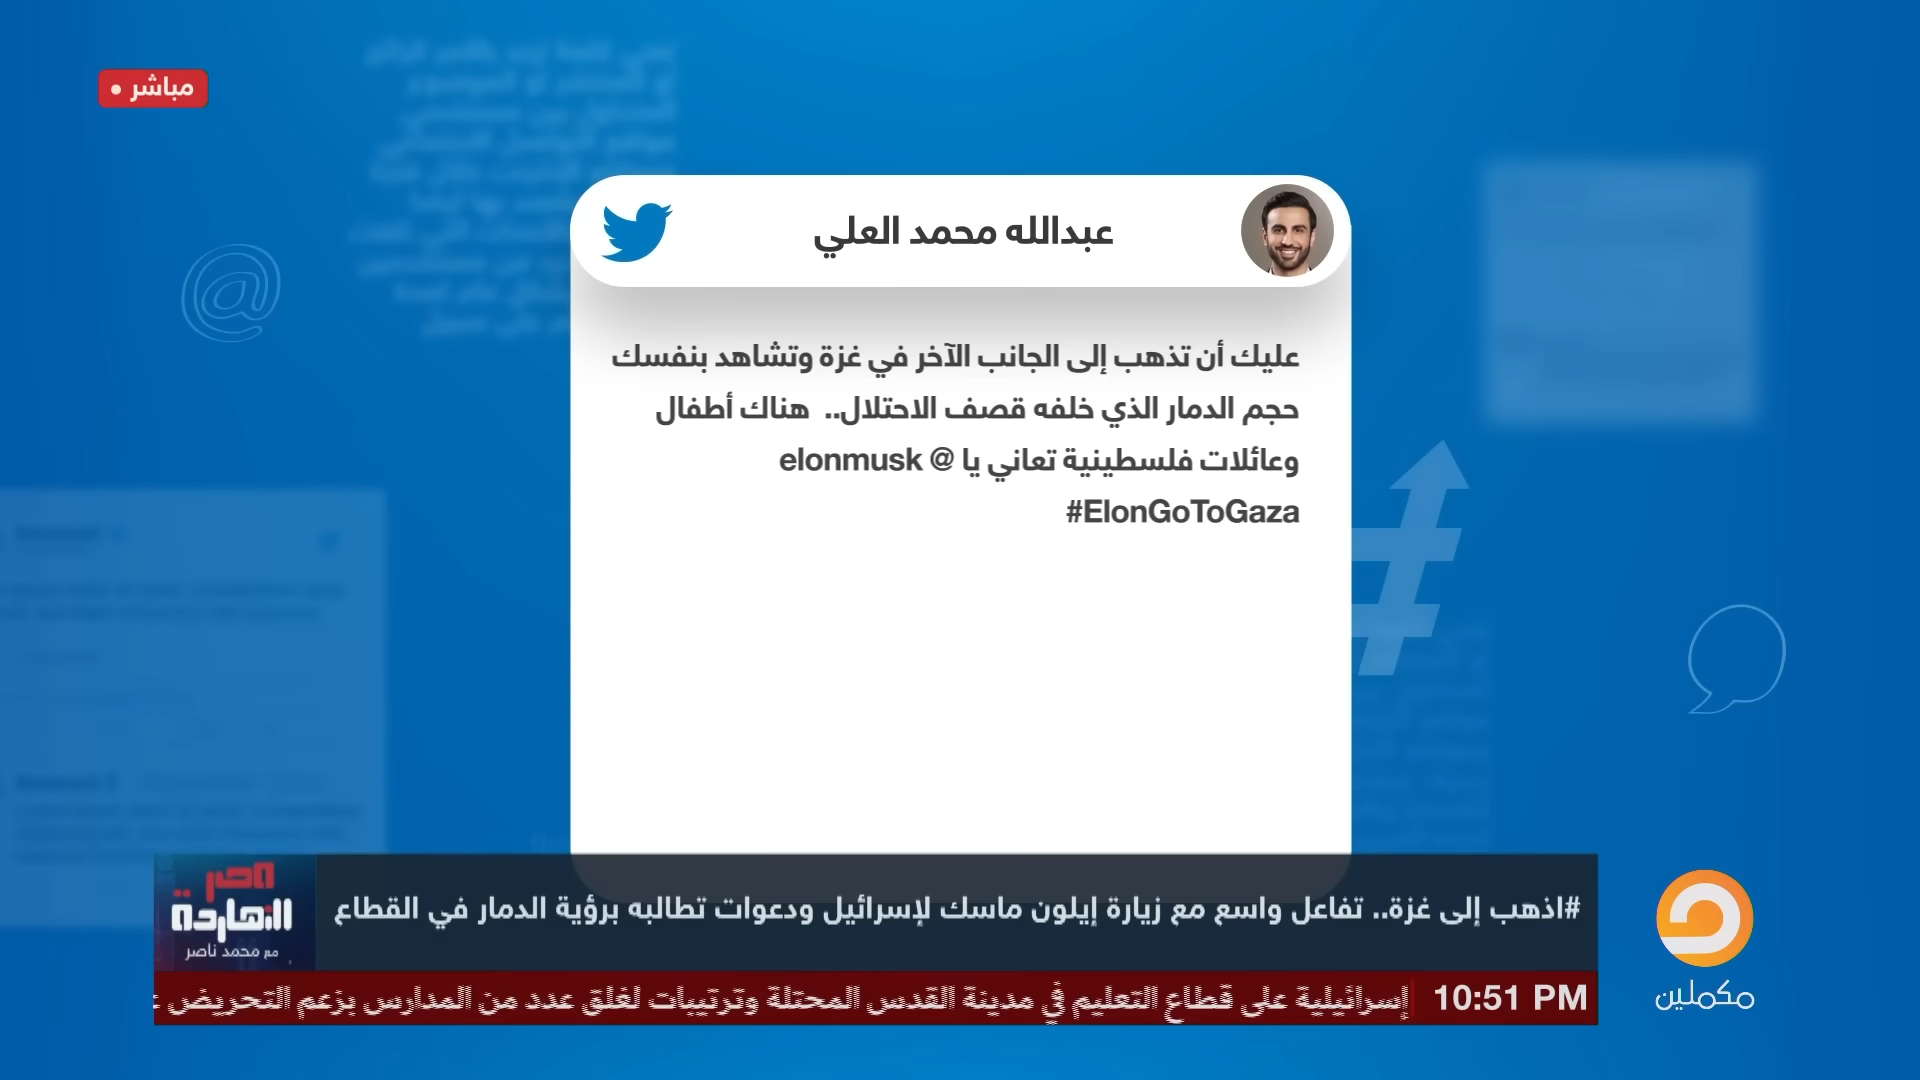 مباشر
عبدالله محمد العلي
عليك أن تذهب إلى الجانب الآخر في غزة وتشاهد بنفسك
حجم الدمار الذي خلفه قصف الاحتلال.. هناك أطفال
وعائلات فلسطينية تعاني يا @ elonmusk
#ElonGoToGaza
مصر
النهاردة
مع محمد ناصر
#اذهب إلى غزة.. تفاعل واسع مع زيارة إيلون ماسك لإسرائيل ودعوات تطالبه برؤية الدمار في القطاع
10:51 PM
إسرائيلية على قطاع التعليم في مدينة القدس المحتلة وترتيبات لغلق عدد من المدارس بزعم التحريض
مكملين